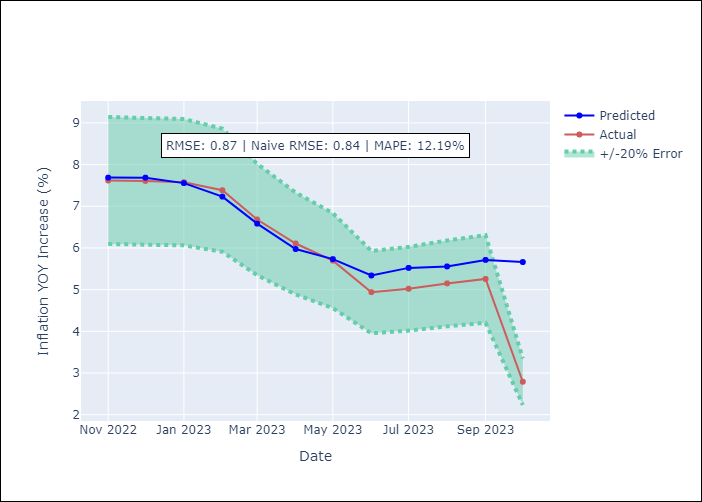 RMSE: 0.87 | Naive RMSE: 0.84 | MAPE: 12.19%
Predicted
Actual
+/-20% Error
Inflation YOY Increase (%)
9
8
7
6
5
4
3
2
Nov 2022 Jan 2023 Mar 2023 May 2023 Jul 2023 Sep 2023
Date